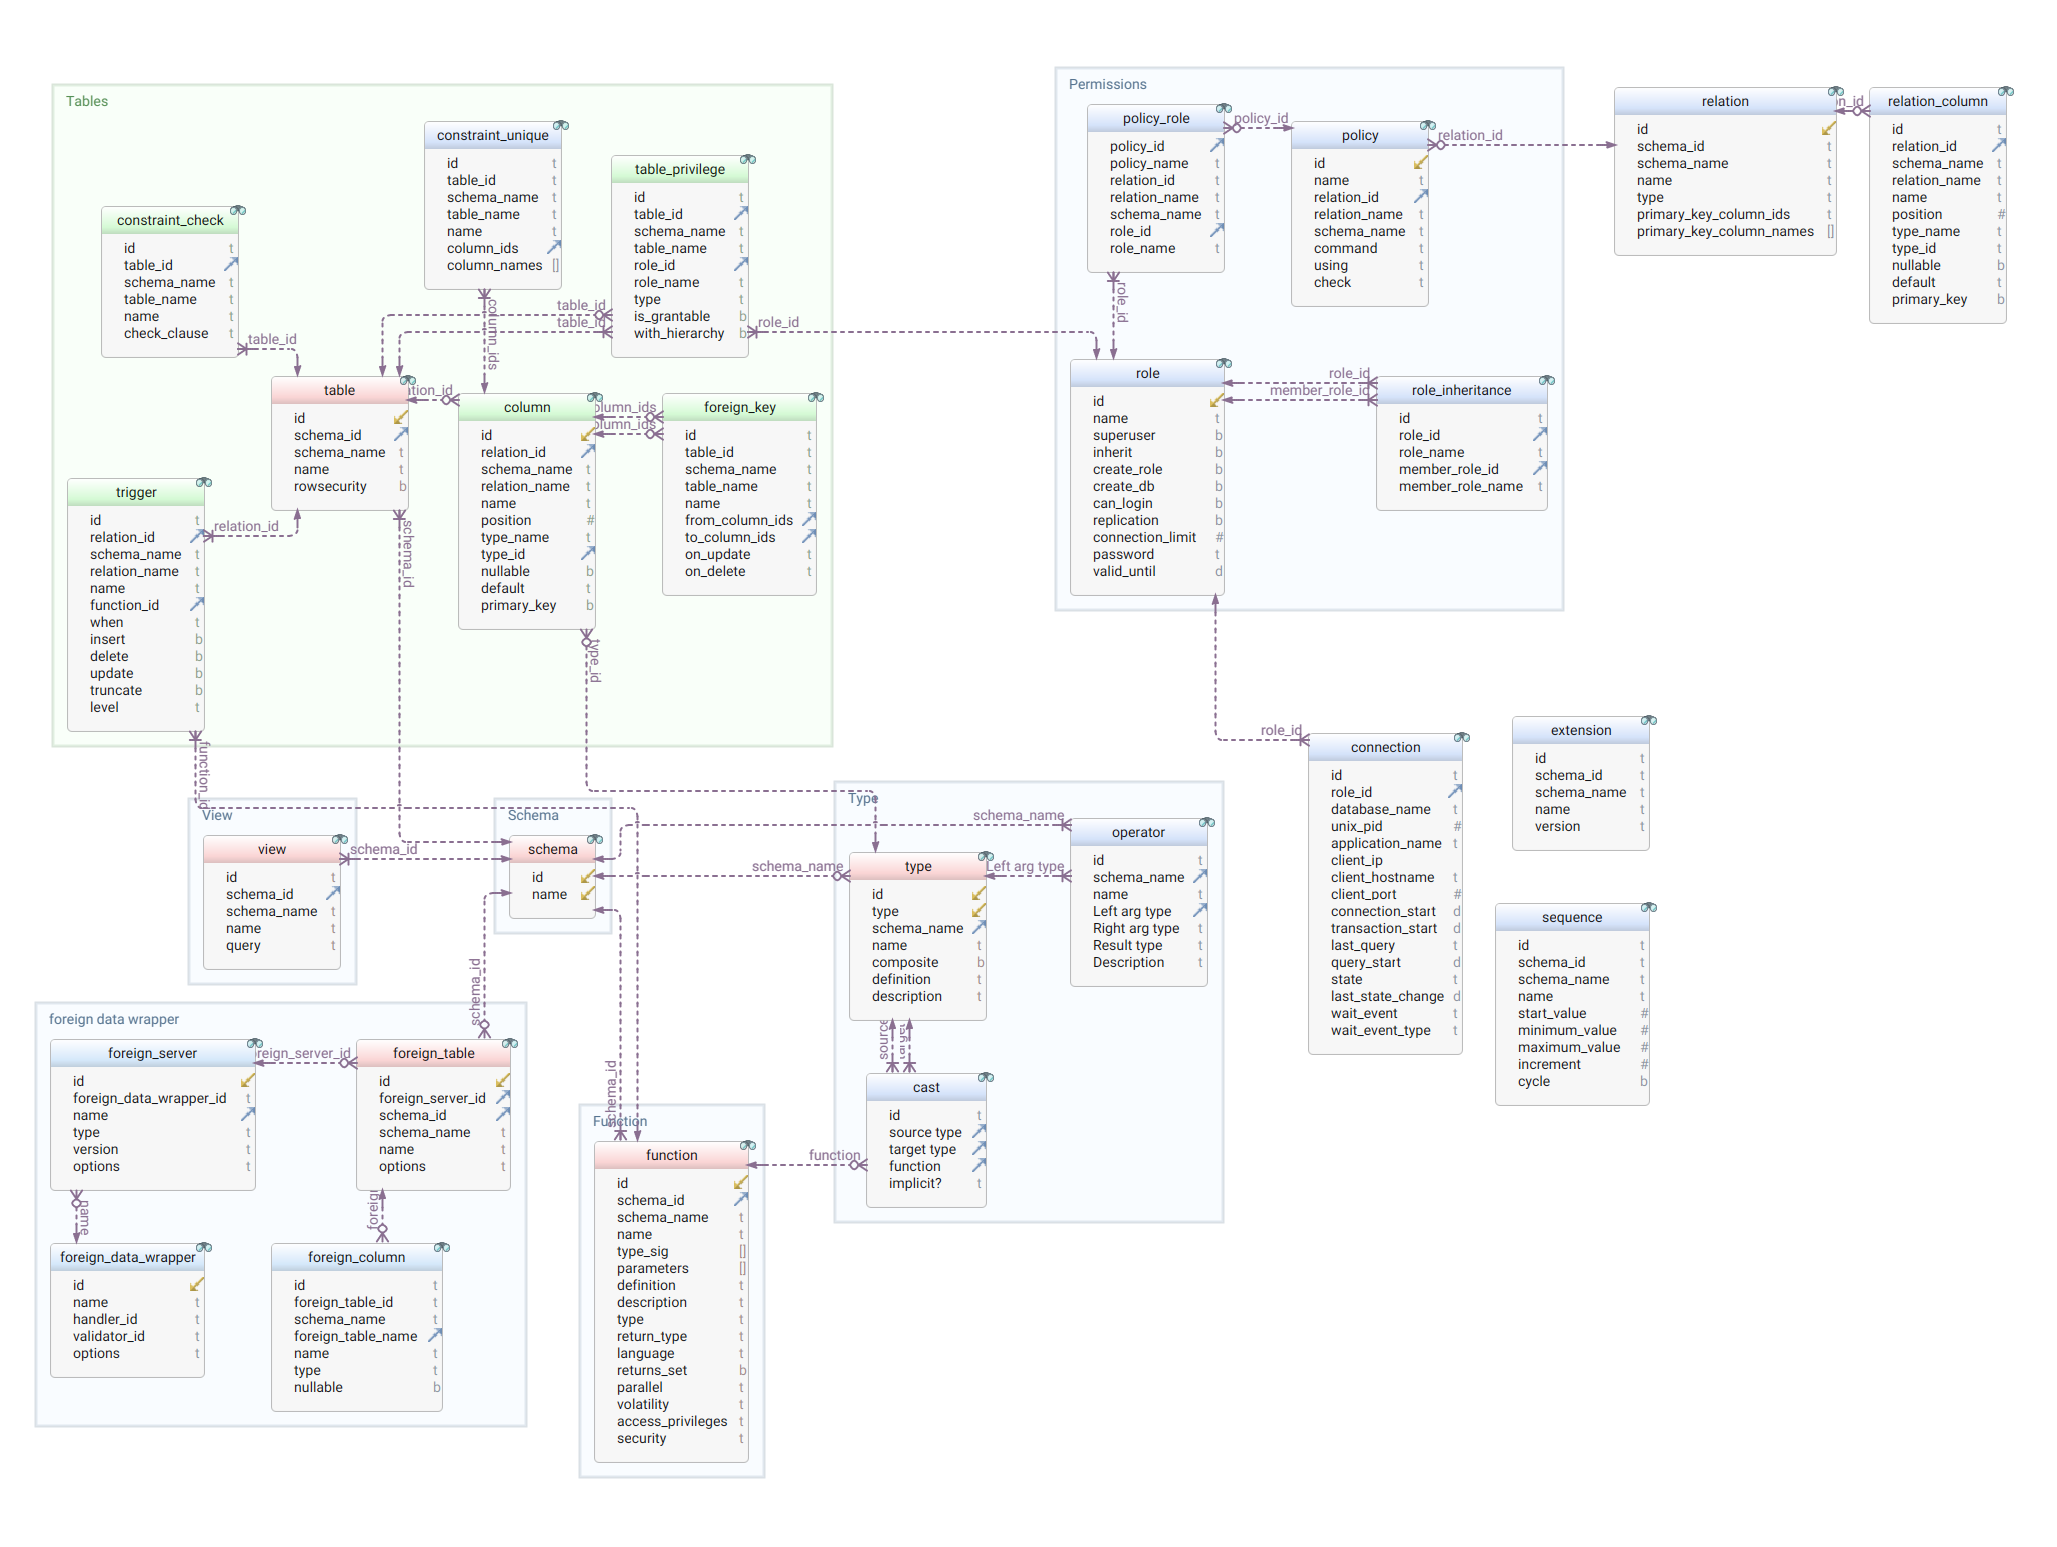 Tables
constraint_unique
id t
table_id t
schema_name t
table_name t
name t
column_ids
column_names []
table_privilege
id t
table_id
schema_name t
table_name t
role_id
role_name t
type t
is_grantable b
with_hierarchy b
constraint_check
id t
table_id
schema_name t
table_name t
name t
check_clause t
table_id
table_id
table_id
column_ids
role_id
table
id
schema_id
schema_name t
name t
rowsecurity b
column
id
relation_id
schema_name t
relation_name t
name t
position #
type_name t
type_id
nullable b
default t
primary_key b
foreign_key
id t
table_id t
schema_name t
table_name t
name t
from_column_ids
to_column_ids
on_update t
on_delete t
trigger
id t
relation_id
schema_name t
relation_name t
name t
function_id
when t
insert b
delete b
update b
truncate b
level t
relation_id
schema_id
type_id
function_id
Permissions
policy_role
policy_id
policy_name t
relation_id t
relation_name t
schema_name t
role_id
role_name t
policy_id
policy
id
name t
relation_id
relation_name t
schema_name t
command t
using t
check t
relation_id
role_id
role
id
name t
superuser b
inherit b
create_role b
create_db b
can_login b
replication b
connection_limit #
password t
valid_until d
role_id
member_role_id
role_inheritance
id t
role_id
role_name t
member_role_id
member_role_name t
relation
id
schema_id t
schema_name t
name t
type t
primary_key_column_ids t
primary_key_column_names []
relation_column
id t
relation_id
schema_name t
relation_name t
name t
position #
type_name t
type_id t
nullable b
default t
primary_key b
role_id
connection
id t
role_id
database_name t
unix_pid #
application_name t
client_ip
client_hostname t
client_port #
connection_start d
transaction_start d
last_query t
query_start d
state t
last_state_change d
wait_event t
wait_event_type t
extension
id t
schema_id t
schema_name t
name t
version t
sequence
id t
schema_id t
schema_name t
name t
start_value #
minimum_value #
maximum_value #
increment #
cycle b
View
view
id t
schema_id
schema_name t
name t
query t
schema_id
Schema
schema
id
name
Type
schema_name
schema_name
type
id
type
schema_name
name t
composite b
definition t
description t
Left arg type
operator
id t
schema_name
name t
Left arg type
Right arg type t
Result type t
Description t
source
cast
id t
source type
target type
function
implicit? t
function
foreign data wrapper
schema_id
foreign_server
id
foreign_data_wrapper_id t
name
type t
version t
options t
foreign_table
id
foreign_server_id
schema_id
schema_name t
name t
options t
name
foreign_data_wrapper
id
name t
handler_id t
validator_id t
options t
foreign_column
id t
foreign_table_id t
schema_name t
foreign_table_name
name t
type t
nullable b
schema_id
Function
function
id
schema_id
schema_name t
name t
type_sig []
parameters []
definition t
description t
type t
return_type t
language t
returns_set b
parallel t
volatility t
access_privileges t
security t